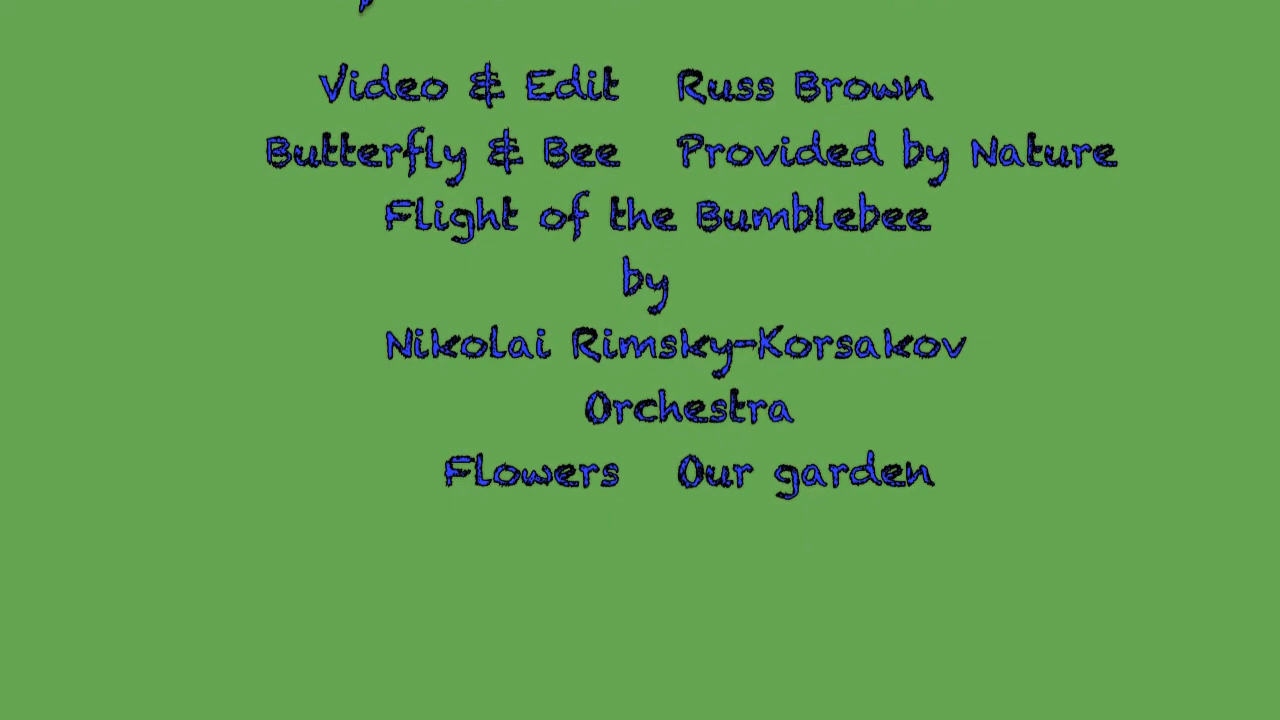 Video & Edit Russ Brown
Butterfly & Bee Provided by Nature
Flight of the Bumblebee
by
Nikolai Rimsky-Korsakov
Orchestra
Flowers Our garden